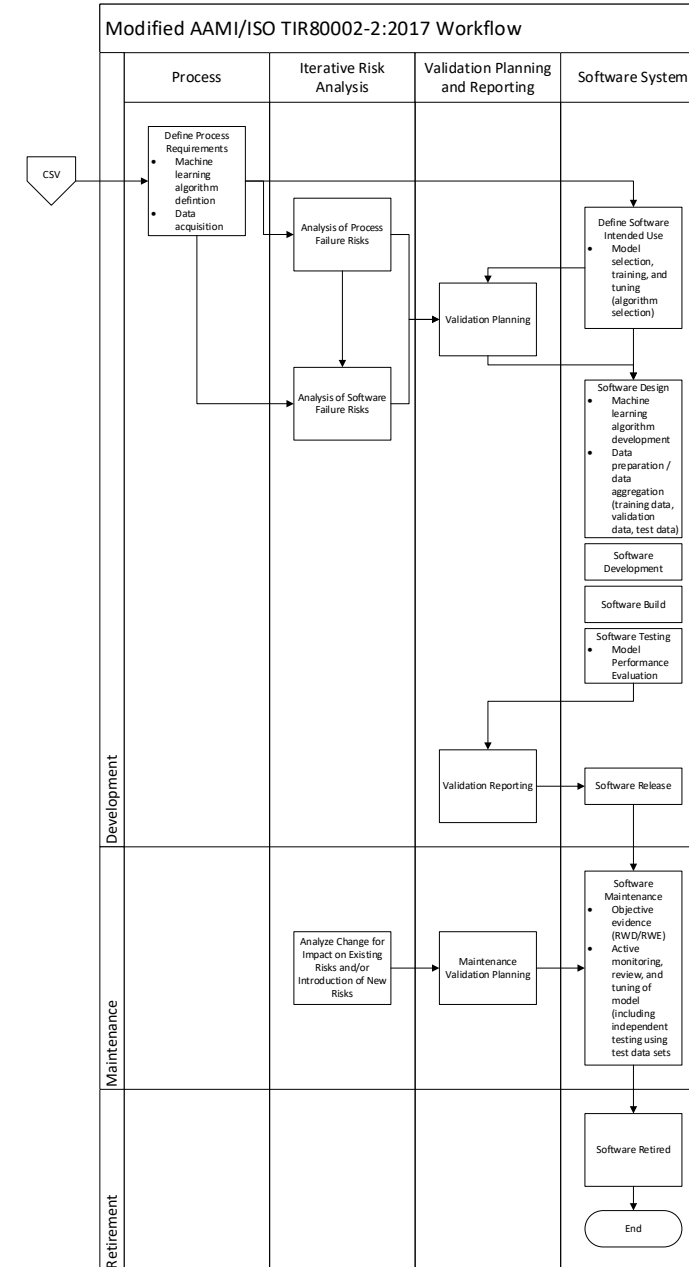 Modified AAMI/ISO TIR80002-2:2017 Workflow
Process
Iterative Risk
Analysis
Validation Planning
and Reporting
Software System
CSV
Define Process
Requirements
• Machine
learning
algorithm
defintion
• Data
acquisition
Analysis of Process
Failure Risks
Define Software
Intended Use
• Model
selection,
training, and
tuning
(algorithm
selection)
Validation Planning
Analysis of Software
Failure Risks
Software Design
• Machine
learning
algorithm
development
• Data
preparation /
data
aggregation
(training data,
validation
data, test data)
Software
Development
Software Build
Software Testing
• Model
Performance
Evaluation
Validation Reporting
Software Release
Development
Analyze Change for
Impact on Existing
Risks and/or
Introduction of New
Risks
Maintenance
Validation Planning
Software
Maintenance
• Objective
evidence
(RWD/RWE)
• Active
monitoring,
review, and
tuning of
model
(including
independent
testing using
test data sets
Maintenance
Software Retired
End
Retirement